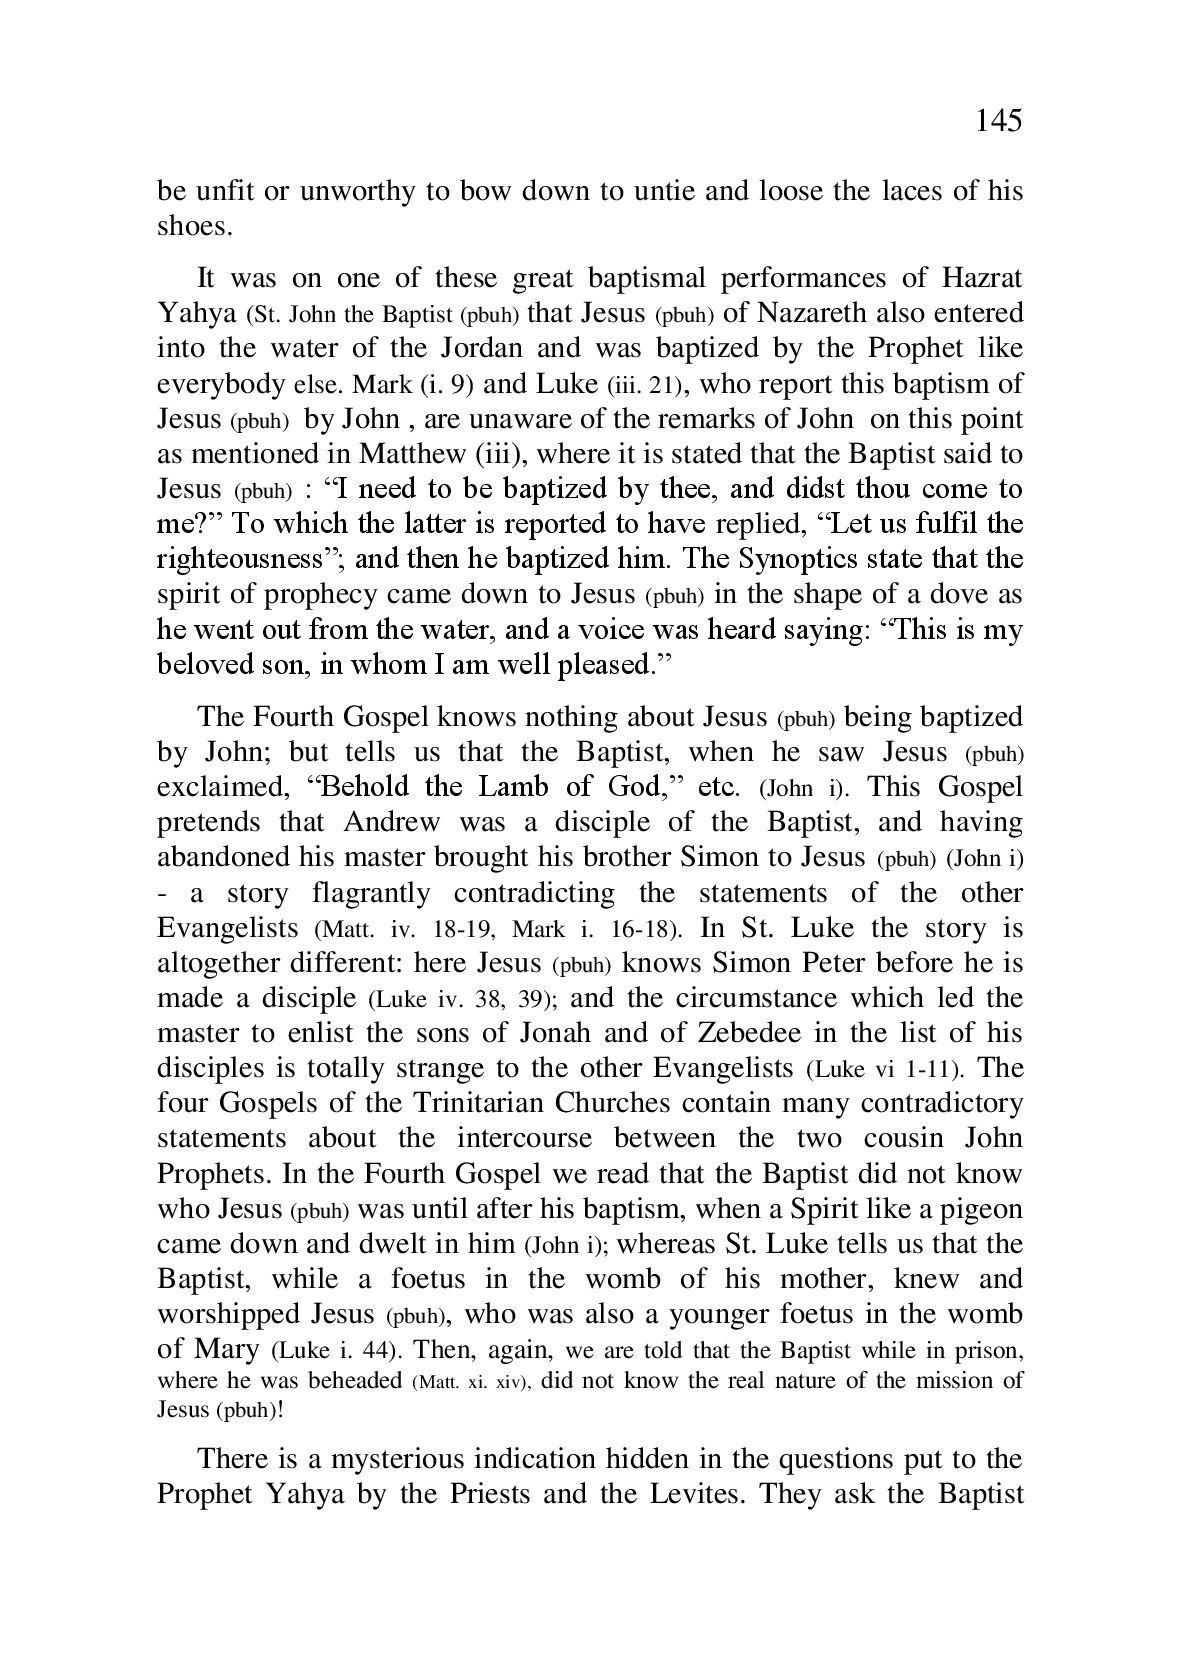 145
be unfit or unworthy to bow down to untie and loose the laces of his
shoes.
It was on one of these great baptismal performances of Hazrat
Yahya (St. John the Baptist (pbuh) that Jesus (pbuh) of Nazareth also entered
into the water of the Jordan and was baptized by the Prophet like
everybody else. Mark (i. 9) and Luke (iii. 21), who report this baptism of
Jesus (pbuh) by John , are unaware of the remarks of John on this point
as mentioned in Matthew (iii), where it is stated that the Baptist said to
Jesus (pbuh) : “I need to be baptized by thee, and didst thou come to
me?” To which the latter is reported to have replied, “Let us fulfil the
righteousness”; and then he baptized him. The Synoptics state that the
spirit of prophecy came down to Jesus (pbuh) in the shape of a dove as
he went out from the water, and a voice was heard saying: “This is my
beloved son, in whom I am well pleased.”
The Fourth Gospel knows nothing about Jesus (pbuh) being baptized
by John; but tells us that the Baptist, when he saw Jesus (pbuh)
exclaimed, “Behold the Lamb of God,” etc. (John i). This Gospel
pretends that Andrew was a disciple of the Baptist, and having
abandoned his master brought his brother Simon to Jesus (pbuh) (John i)
- a story flagrantly contradicting the statements of the other
Evangelists (Matt. iv. 18-19, Mark i. 16-18). In St. Luke the story is
altogether different: here Jesus (pbuh) knows Simon Peter before he is
made a disciple (Luke iv. 38, 39); and the circumstance which led the
master to enlist the sons of Jonah and of Zebedee in the list of his
disciples is totally strange to the other Evangelists (Luke vi 1-11). The
four Gospels of the Trinitarian Churches contain many contradictory
statements about the intercourse between the two cousin John
Prophets. In the Fourth Gospel we read that the Baptist did not know
who Jesus (pbuh) was until after his baptism, when a Spirit like a pigeon
came down and dwelt in him (John i); whereas St. Luke tells us that the
Baptist, while a foetus in the womb of his mother, knew and
worshipped Jesus (pbuh), who was also a younger foetus in the womb
of Mary (Luke i. 44). Then, again, we are told that the Baptist while in prison,
where he was beheaded (Matt. xi. xiv), did not know the real nature of the mission of
Jesus (pbuh)!
There is a mysterious indication hidden in the questions put to the
Prophet Yahya by the Priests and the Levites. They ask the Baptist